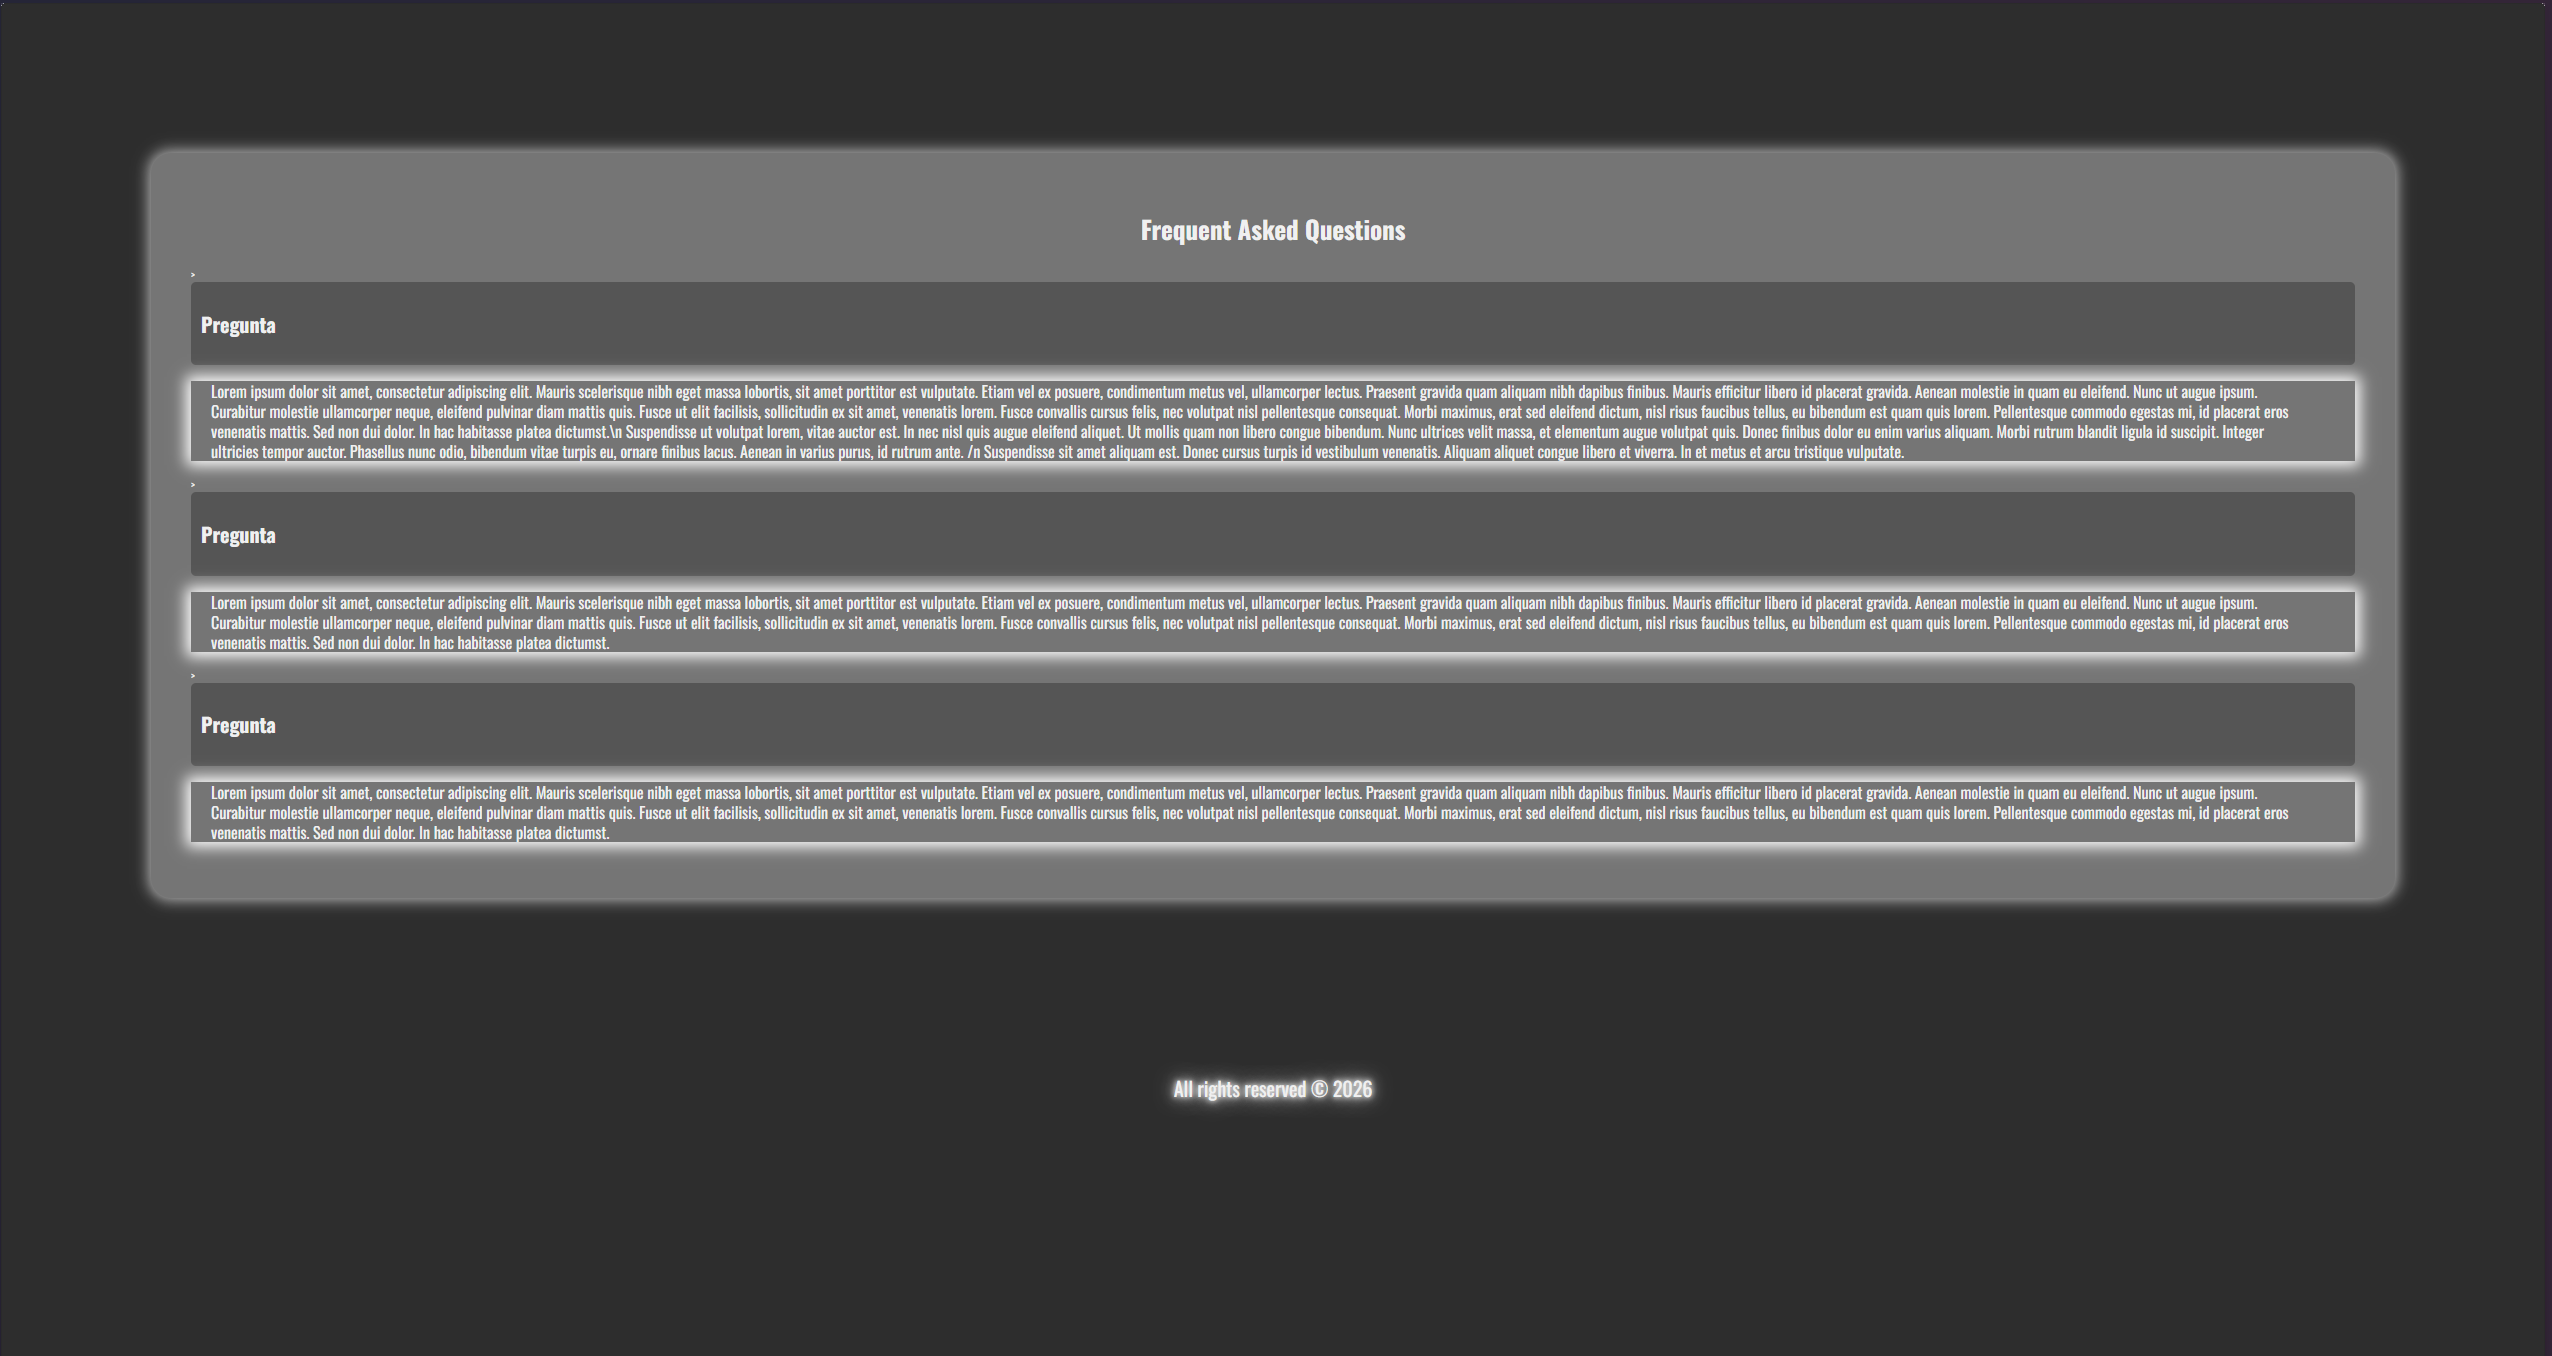 Frequent Asked Questions
>
Pregunta
Lorem ipsum dolor sit amet, consectetur adipiscing elit. Mauris scelerisque nibh eget massa lobortis, sit amet porttitor est vulputate. Etiam vel ex posuere, condimentum metus vel, ullamcorper lectus. Praesent gravida quam aliquam nibh dapibus finibus. Mauris efficitur libero id placerat gravida. Aenean molestie in quam eu eleifend. Nunc ut augue ipsum.
Curabitur molestie ullamcorper neque, eleifend pulvinar diam mattis quis. Fusce ut elit facilisis, sollicitudin ex sit amet, venenatis lorem. Fusce convallis cursus felis, nec volutpat nisl pellentesque consequat. Morbi maximus, erat sed eleifend dictum, nisl risus faucibus tellus, eu bibendum est quam quis lorem. Pellentesque commodo egestas mi, id placerat eros
venenatis mattis. Sed non dui dolor. In hac habitasse platea dictumst.\n Suspendisse ut volutpat lorem, vitae auctor est. In nec nisl quis augue eleifend aliquet. Ut mollis quam non libero congue bibendum. Nunc ultrices velit massa, et elementum augue volutpat quis. Donec finibus dolor eu enim varius aliquam. Morbi rutrum blandit ligula id suscipit. Integer
ultricies tempor auctor. Phasellus nunc odio, bibendum vitae turpis eu, ornare finibus lacus. Aenean in varius purus, id rutrum ante. /n Suspendisse sit amet aliquam est. Donec cursus turpis id vestibulum venenatis. Aliquam aliquet congue libero et viverra. In et metus et arcu tristique vulputate.
>
Pregunta
Lorem ipsum dolor sit amet, consectetur adipiscing elit. Mauris scelerisque nibh eget massa lobortis, sit amet porttitor est vulputate. Etiam vel ex posuere, condimentum metus vel, ullamcorper lectus. Praesent gravida quam aliquam nibh dapibus finibus. Mauris efficitur libero id placerat gravida. Aenean molestie in quam eu eleifend. Nunc ut augue ipsum.
Curabitur molestie ullamcorper neque, eleifend pulvinar diam mattis quis. Fusce ut elit facilisis, sollicitudin ex sit amet, venenatis lorem. Fusce convallis cursus felis, nec volutpat nisl pellentesque consequat. Morbi maximus, erat sed eleifend dictum, nisl risus faucibus tellus, eu bibendum est quam quis lorem. Pellentesque commodo egestas mi, id placerat eros
venenatis mattis. Sed non dui dolor. In hac habitasse platea dictumst.
>
Pregunta
Lorem ipsum dolor sit amet, consectetur adipiscing elit. Mauris scelerisque nibh eget massa lobortis, sit amet porttitor est vulputate. Etiam vel ex posuere, condimentum metus vel, ullamcorper lectus. Praesent gravida quam aliquam nibh dapibus finibus. Mauris efficitur libero id placerat gravida. Aenean molestie in quam eu eleifend. Nunc ut augue ipsum.
Curabitur molestie ullamcorper neque, eleifend pulvinar diam mattis quis. Fusce ut elit facilisis, sollicitudin ex sit amet, venenatis lorem. Fusce convallis cursus felis, nec volutpat nisl pellentesque consequat. Morbi maximus, erat sed eleifend dictum, nisl risus faucibus tellus, eu bibendum est quam quis lorem. Pellentesque commodo egestas mi, id placerat eros
venenatis mattis. Sed non dui dolor. In hac habitasse platea dictumst.
All rights reserved © 2026